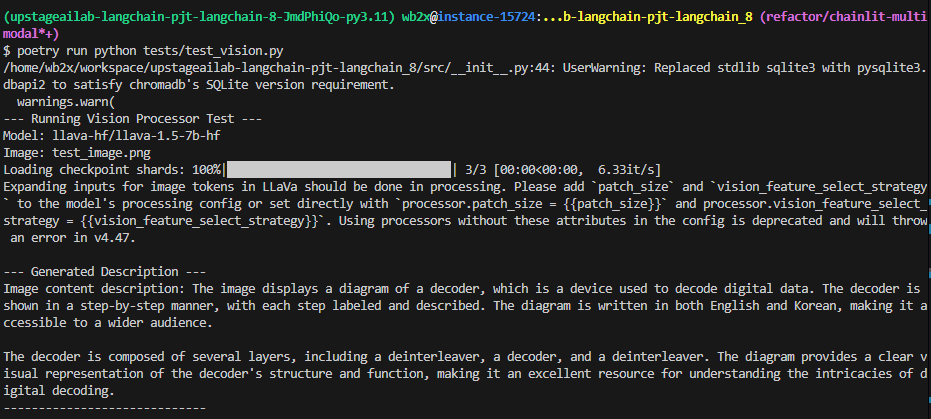 (upstageailab-langchain-pjt-langchain-8-JmdPhiQo-py3.11) wb2x@instance-15724:...b-langchain-pjt-langchain_8 (refactor/chainlit-multi
modal*+)
$ poetry run python tests/test_vision.py
/home/wb2x/workspace/upstageailab-langchain-pjt-langchain_8/src/__init__.py:44: UserWarning: Replaced stdlib sqlite3 with pysqlite3.
dbapi2 to satisfy chromadb's SQLite version requirement.
  warnings.warn(
--- Running Vision Processor Test ---
Model: llava-hf/llava-1.5-7b-hf
Image: test_image.png
Loading checkpoint shards: 100%|| 3/3 [00:00<00:00,  6.33it/s]
Expanding inputs for image tokens in LLaVa should be done in processing. Please add `patch_size` and `vision_feature_select_strategy
` to the model's processing config or set directly with `processor.patch_size = {{patch_size}}` and processor.vision_feature_select_
strategy = {{vision_feature_select_strategy}}`. Using processors without these attributes in the config is deprecated and will throw
 an error in v4.47.
--- Generated Description ---
Image content description: The image displays a diagram of a decoder, which is a device used to decode digital data. The decoder is
shown in a step-by-step manner, with each step labeled and described. The diagram is written in both English and Korean, making it a
ccessible to a wider audience.
The decoder is composed of several layers, including a deinterleaver, a decoder, and a deinterleaver. The diagram provides a clear v
isual representation of the decoder's structure and function, making it an excellent resource for understanding the intricacies of d
igital decoding.
----------------------------